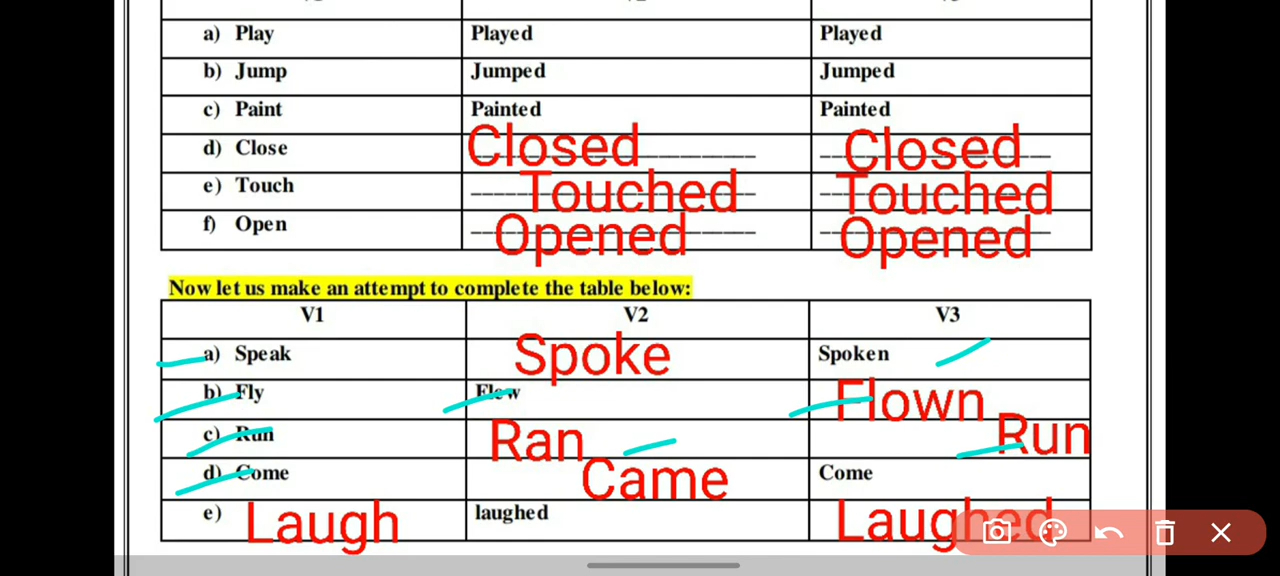 a) Play Played Played
b) Jump Jumped Jumped
c) Paint Painted Painted
d) Close Closed Closed
e) Touch Touched Touched
f) Open Opened Opened
Now let us make an attempt to complete the table below:
V1 V2 V3
a) Speak Spoke Spoken
b) Fly Flew Flown
c) Run Ran Run
d) Come Came Come
e) Laugh laughed Laughed